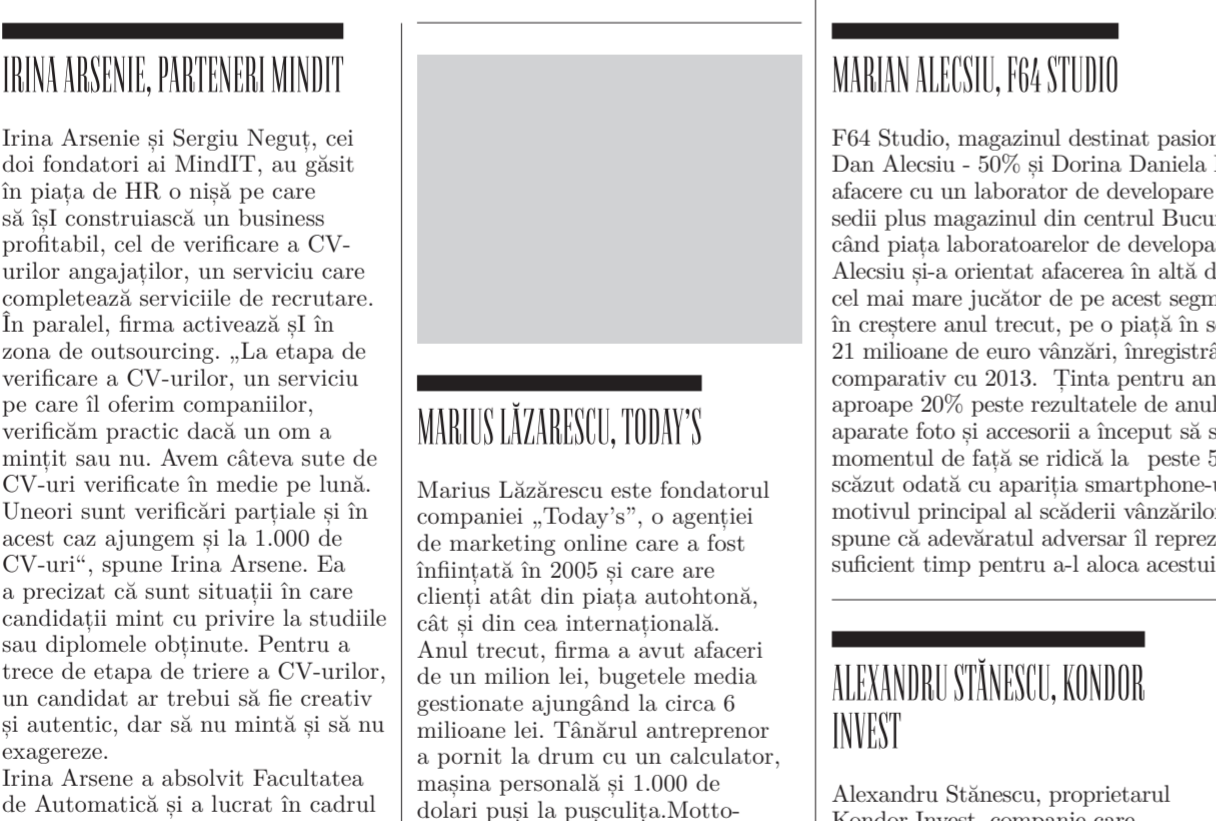 IRINA ARSENIE, PARTENERI MINDIT
Irina Arsenie și Sergiu Neguț, cei
doi fondatori ai MindIT, au găsit
în piața de HR o nișă pe care
să îșI construiască un business
profitabil, cel de verificare a CV-
urilor angajaților, un serviciu care
completează serviciile de recrutare.
În paralel, firma activează șI în
zona de outsourcing. „La etapa de
verificare a CV-urilor, un serviciu
pe care îl oferim companiilor,
verificăm practic dacă un om a
mințit sau nu. Avem câteva sute de
CV-uri verificate în medie pe lună.
Uneori sunt verificări parțiale și în
acest caz ajungem și la 1.000 de
CV-uri“, spune Irina Arsene. Ea
a precizat că sunt situații în care
candidații mint cu privire la studiile
sau diplomele obținute. Pentru a
trece de etapa de triere a CV-urilor,
un candidat ar trebui să fie creativ
și autentic, dar să nu mintă și să nu
exagereze.
Irina Arsene a absolvit Facultatea
de Automatică și a lucrat în cadrul
MARIUS LĂZARESCU, TODAY’S
Marius Lăzărescu este fondatorul
companiei „Today’s”, o agenției
de marketing online care a fost
înființată în 2005 și care are
clienți atât din piața autohtonă,
cât și din cea internațională.
Anul trecut, firma a avut afaceri
de un milion lei, bugetele media
gestionate ajungând la circa 6
milioane lei. Tânărul antreprenor
a pornit la drum cu un calculator,
mașina personală și 1.000 de
dolari puși la pușculița.Motto-
MARIAN ALECSIU, F64 STUDIO
F64 Studio, magazinul destinat
Dan Alecsiu - 50% și Dorina Daniela
afacere cu un laborator de developare
sedii plus magazinul din centrul
când piața laboratoarelor de
Alecsiu și-a orientat afacerea în altă
cel mai mare jucător de pe acest
în creștere anul trecut, pe o piață în
21 milioane de euro vânzări,
comparativ cu 2013. Ținta pentru
aproape 20% peste rezultatele de
aparate foto și accesorii a început să
momentul de față se ridică la peste
scăzut odată cu apariția
motivul principal al scăderii
spune că adevăratul adversar îl
suficient timp pentru a-l aloca
ALEXANDRU STĂNESCU, KONDOR
INVEST
Alexandru Stănescu, proprietarul
Kondor Invest, companie care